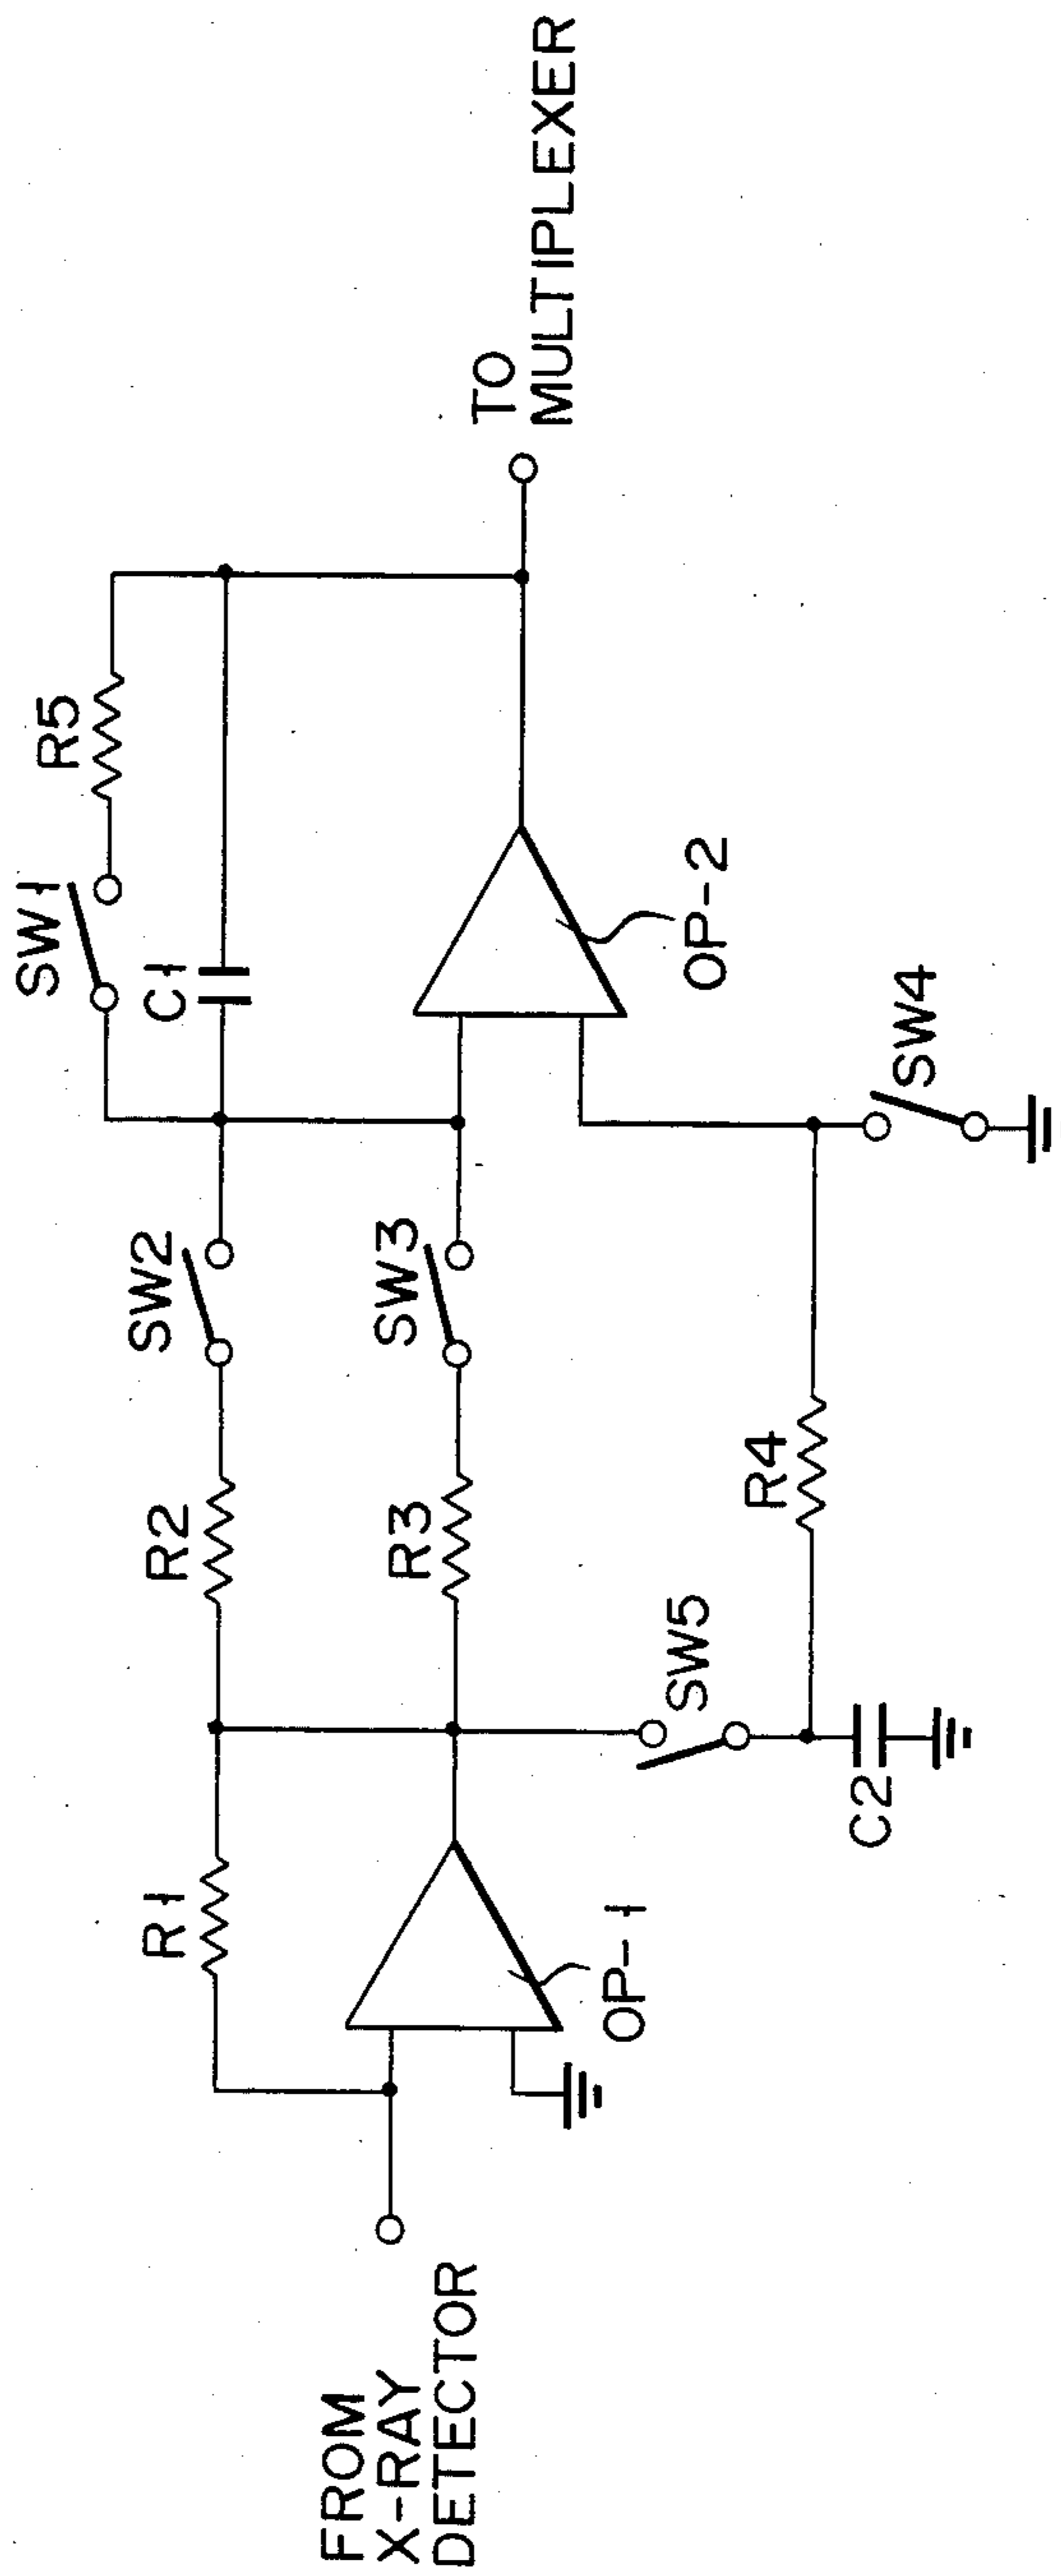 FROM
X-RAY
DETECTOR
R1
OP-1
R2
SW2
R3
SW3
SW5
C2
R4
SW4
SW1
R5
C1
OP-2
TO
MULTIPLEXER